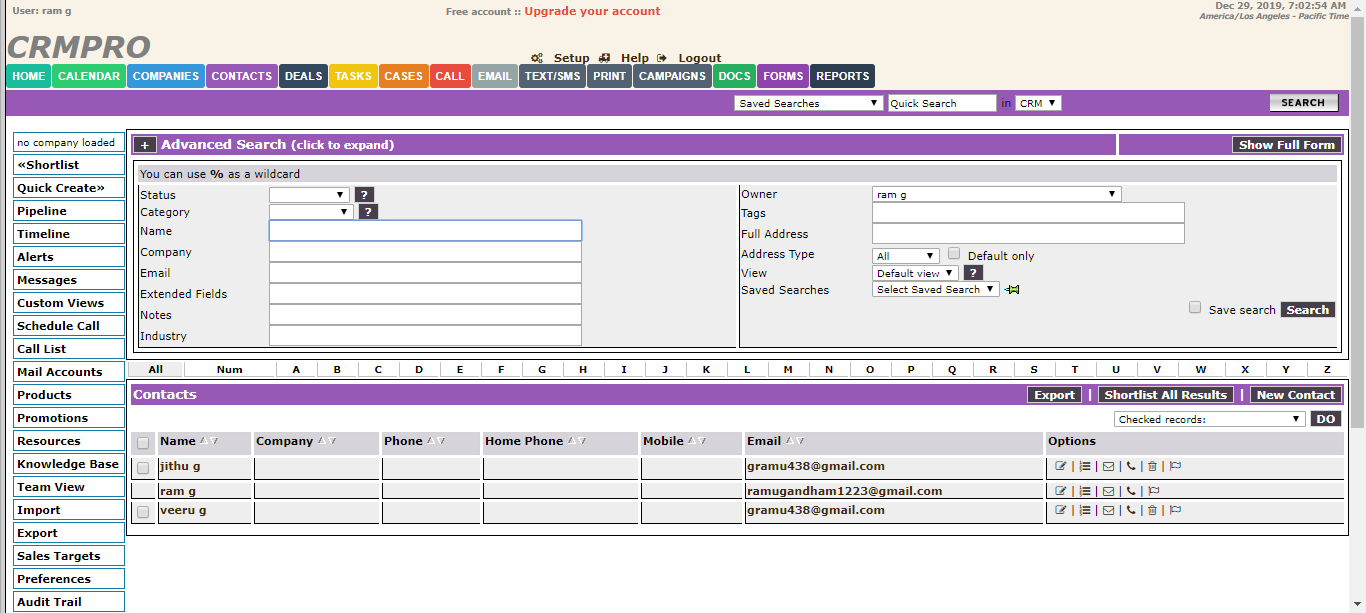 User: ram g
Free account :: Upgrade your account
Dec 29, 2019, 7:02:54 AM
America/Los Angeles - Pacific Time
CRMPRO
Setup Help Logout
HOME CALENDAR COMPANIES CONTACTS DEALS TASKS CASES CALL EMAIL TEXT/SMS PRINT CAMPAIGNS DOCS FORMS REPORTS
Saved Searches Quick Search in CRM SEARCH
no company loaded
«Shortlist
Quick Create»
Pipeline
Timeline
Alerts
Messages
Custom Views
Schedule Call
Call List
Mail Accounts
Products
Promotions
Resources
Knowledge Base
Team View
Import
Export
Sales Targets
Preferences
Audit Trail
+ Advanced Search (click to expand) Show Full Form
You can use % as a wildcard
Status ?
Category ?
Name
Company
Email
Extended Fields
Notes
Industry
Owner ram g
Tags
Full Address
Address Type All Default only
View Default view ?
Saved Searches Select Saved Search
Save search Search
All Num A B C D E F G H I J K L M N O P Q R S T U V W X Y Z
Contacts Export | Shortlist All Results | New Contact
Checked records: DO
Name Company Phone Home Phone Mobile Email Options
jithu g gramu438@gmail.com | | | | |
ram g ramugandham1223@gmail.com | | | |
veeru g gramu438@gmail.com | | | | |